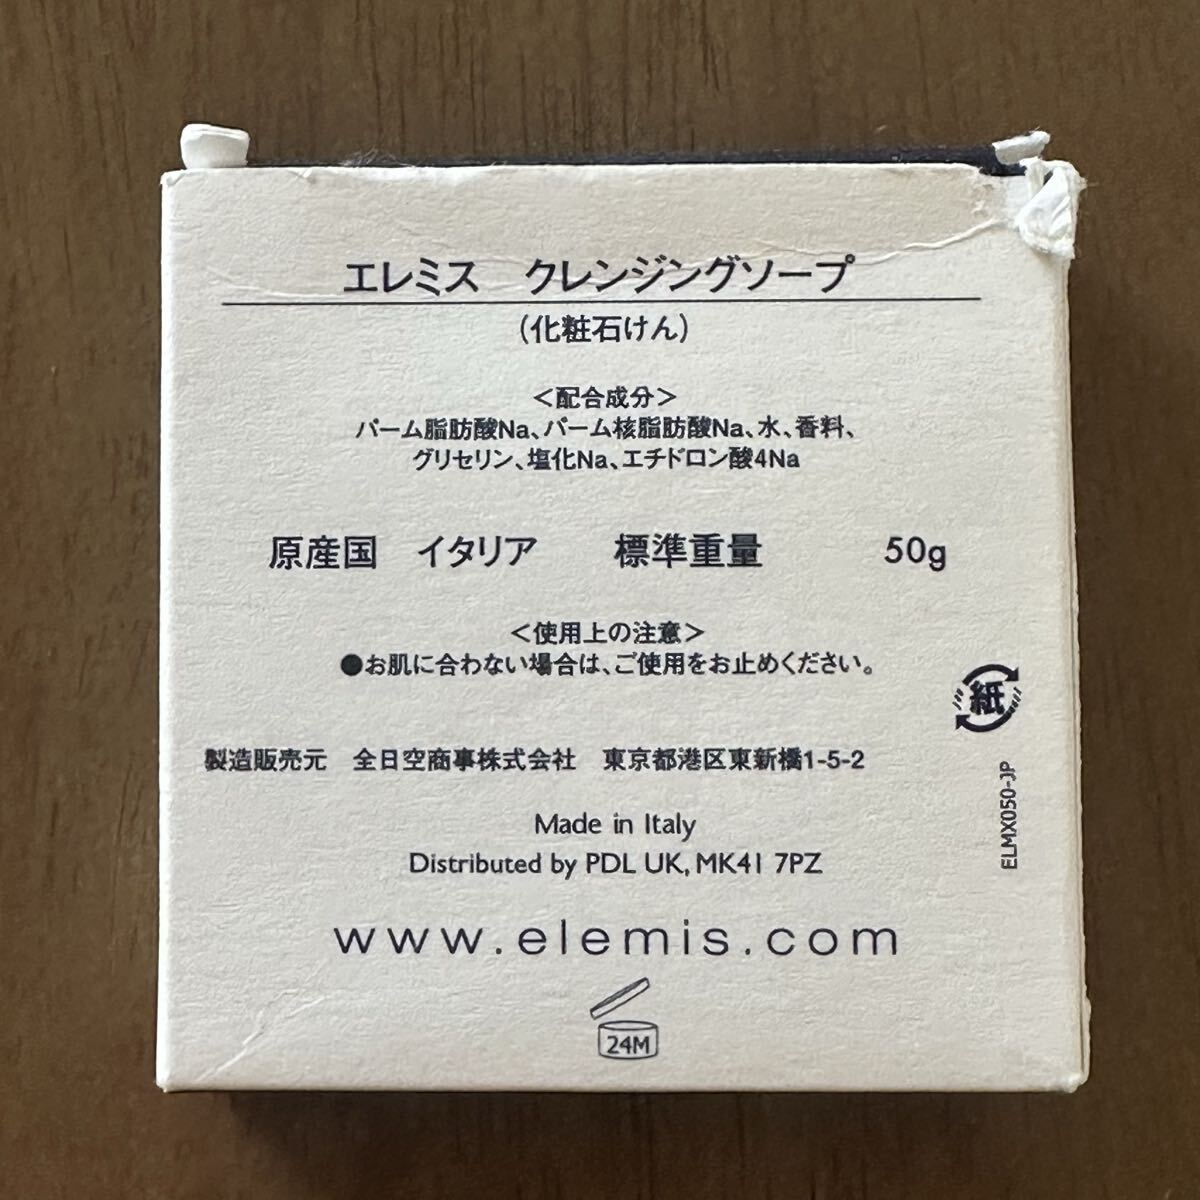 エレミス　クレンジングソープ
(化粧石けん)
<配合成分>
パーム脂肪酸Na、パーム核脂肪酸Na、水、香料、
グリセリン、塩化Na、エチドロン酸4Na
原産国　イタリア　　標準重量　　　50g
<使用上の注意>
●お肌に合わない場合は、ご使用をお止めください。
紙
製造販売元　全日空商事株式会社　東京都港区東新橋1-5-2
ELMX050-JP
Made in Italy
Distributed by PDL UK, MK41 7PZ
www.elemis.com
24M